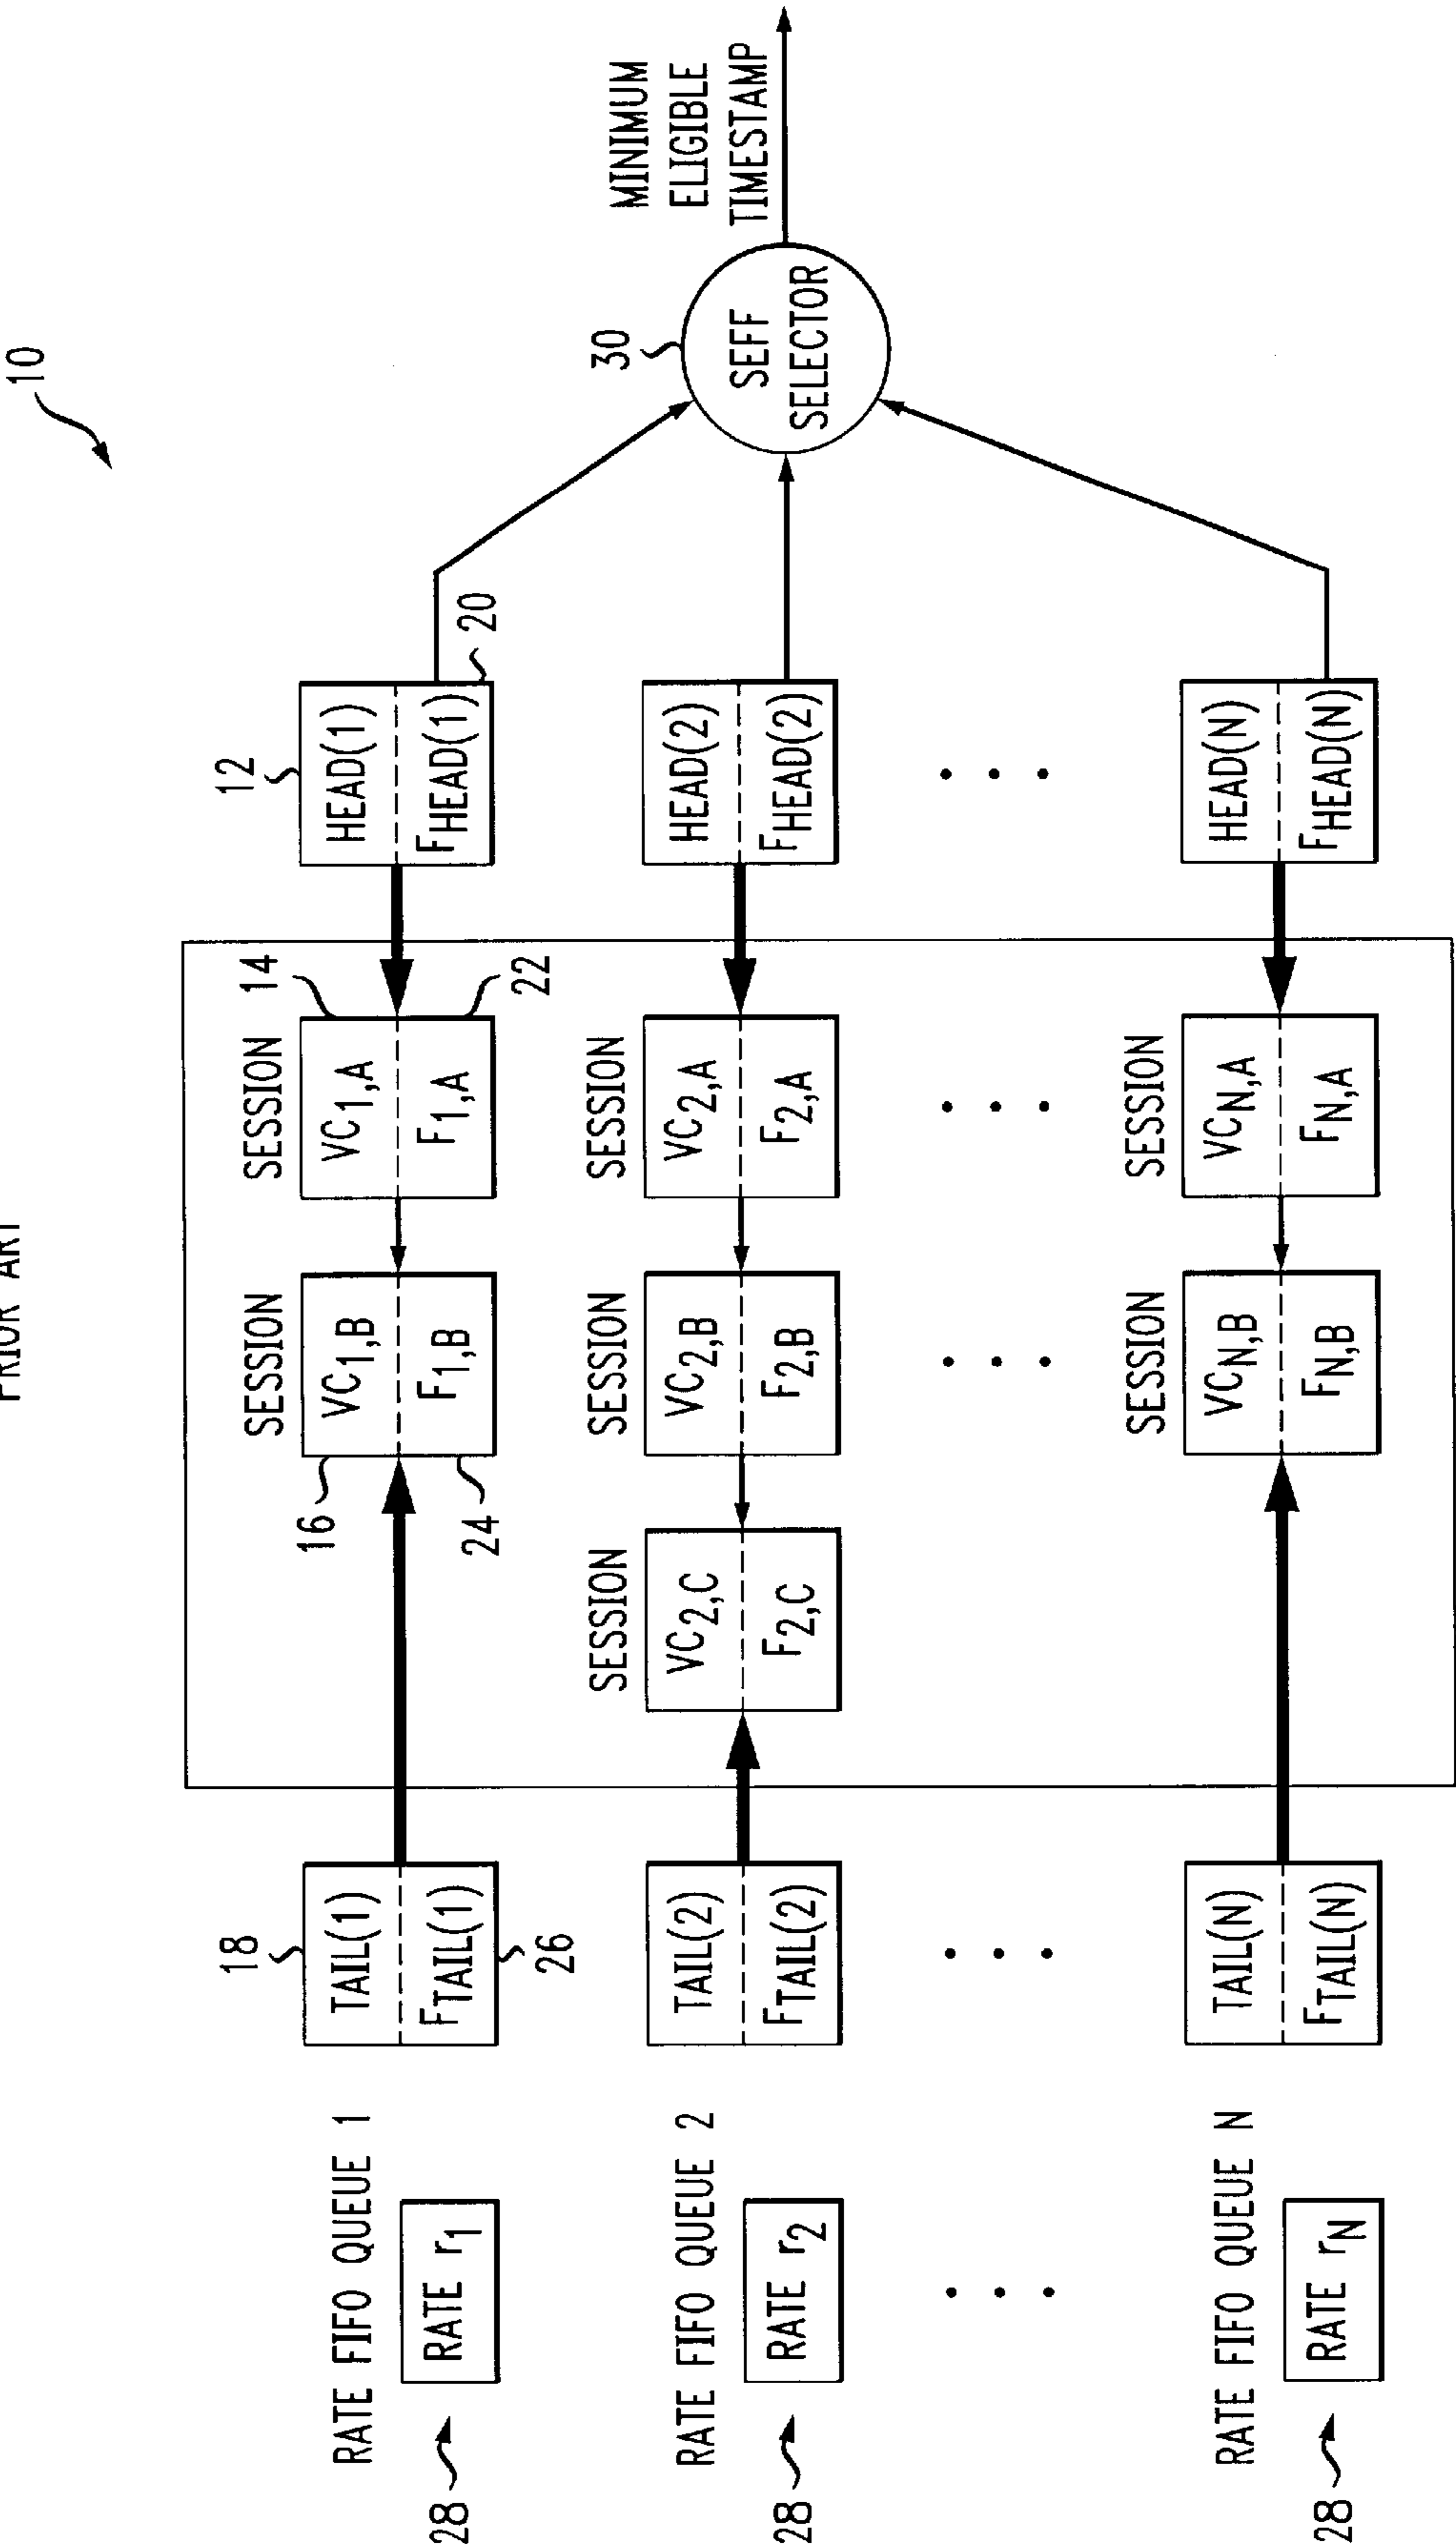 PRIOR ART
10
RATE FIFO QUEUE 1
28
RATE r1
18
TAIL(1)
FTAIL(1)
26
SESSION
16
VC1,B
F1,B
24
SESSION
14
VC1,A
F1,A
22
12
HEAD(1)
FHEAD(1)
20
RATE FIFO QUEUE 2
28
RATE r2
TAIL(2)
FTAIL(2)
SESSION
VC2,C
F2,C
SESSION
VC2,B
F2,B
SESSION
VC2,A
F2,A
HEAD(2)
FHEAD(2)
RATE FIFO QUEUE N
28
RATE rN
TAIL(N)
FTAIL(N)
SESSION
VCN,B
FN,B
SESSION
VCN,A
FN,A
HEAD(N)
FHEAD(N)
30
SEFF
SELECTOR
MINIMUM
ELIGIBLE
TIMESTAMP